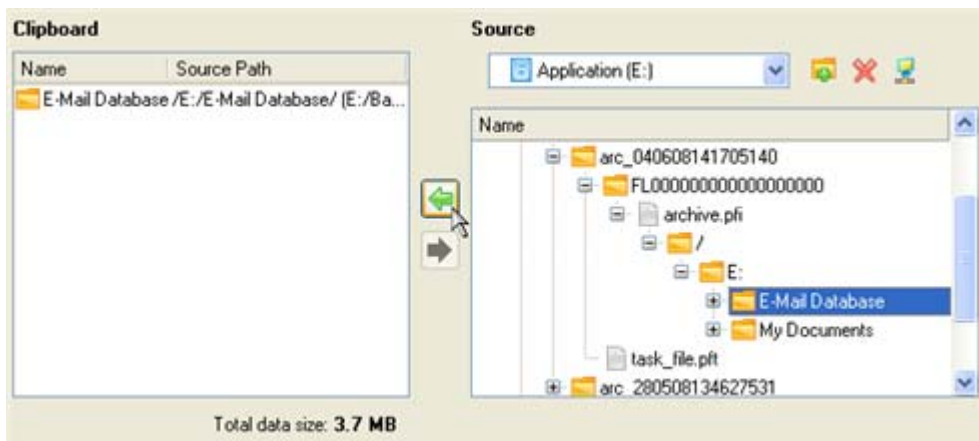 Clipboard
Name Source Path
E-Mail Database /E:/E-Mail Database/ (E:/Ba...
Total data size: 3.7 MB
Source
Application (E:)
Name
arc_040608141705140
FL000000000000000000
archive.pfi
/
E:
E-Mail Database
My Documents
task_file.pft
arc_280508134627531